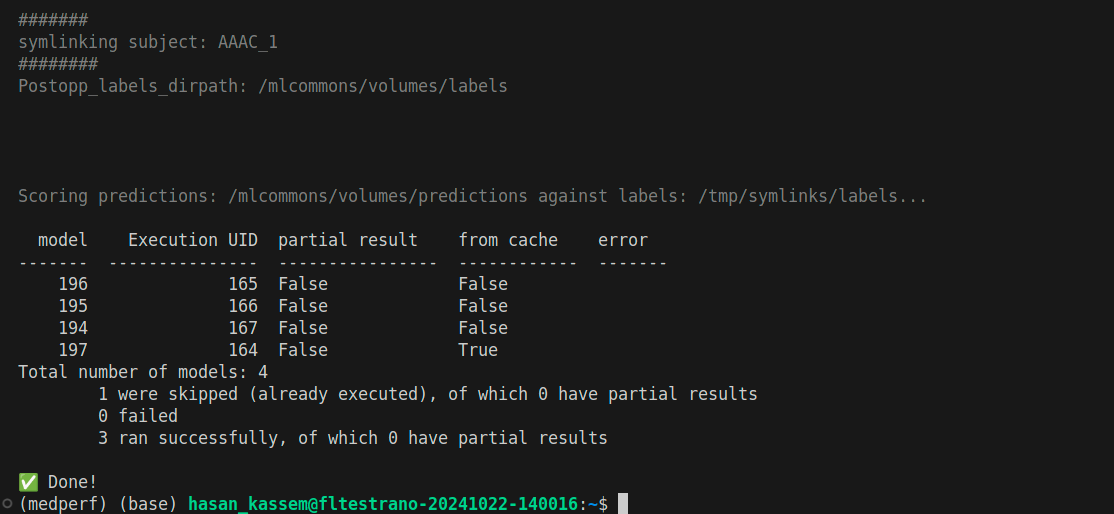 #######
symlinking subject: AAAC_1
########
Postopp_labels_dirpath: /mlcommons/volumes/labels
Scoring predictions: /mlcommons/volumes/predictions against labels: /tmp/symlinks/labels...
model    Execution UID  partial result    from cache    error
-------  ---------------  ----------------  ------------  -------
196              165  False             False
195              166  False             False
194              167  False             False
197              164  False             True
Total number of models: 4
1 were skipped (already executed), of which 0 have partial results
0 failed
3 ran successfully, of which 0 have partial results
✅ Done!
(medperf) (base) hasan_kassem@fltestrano-20241022-140016:~$